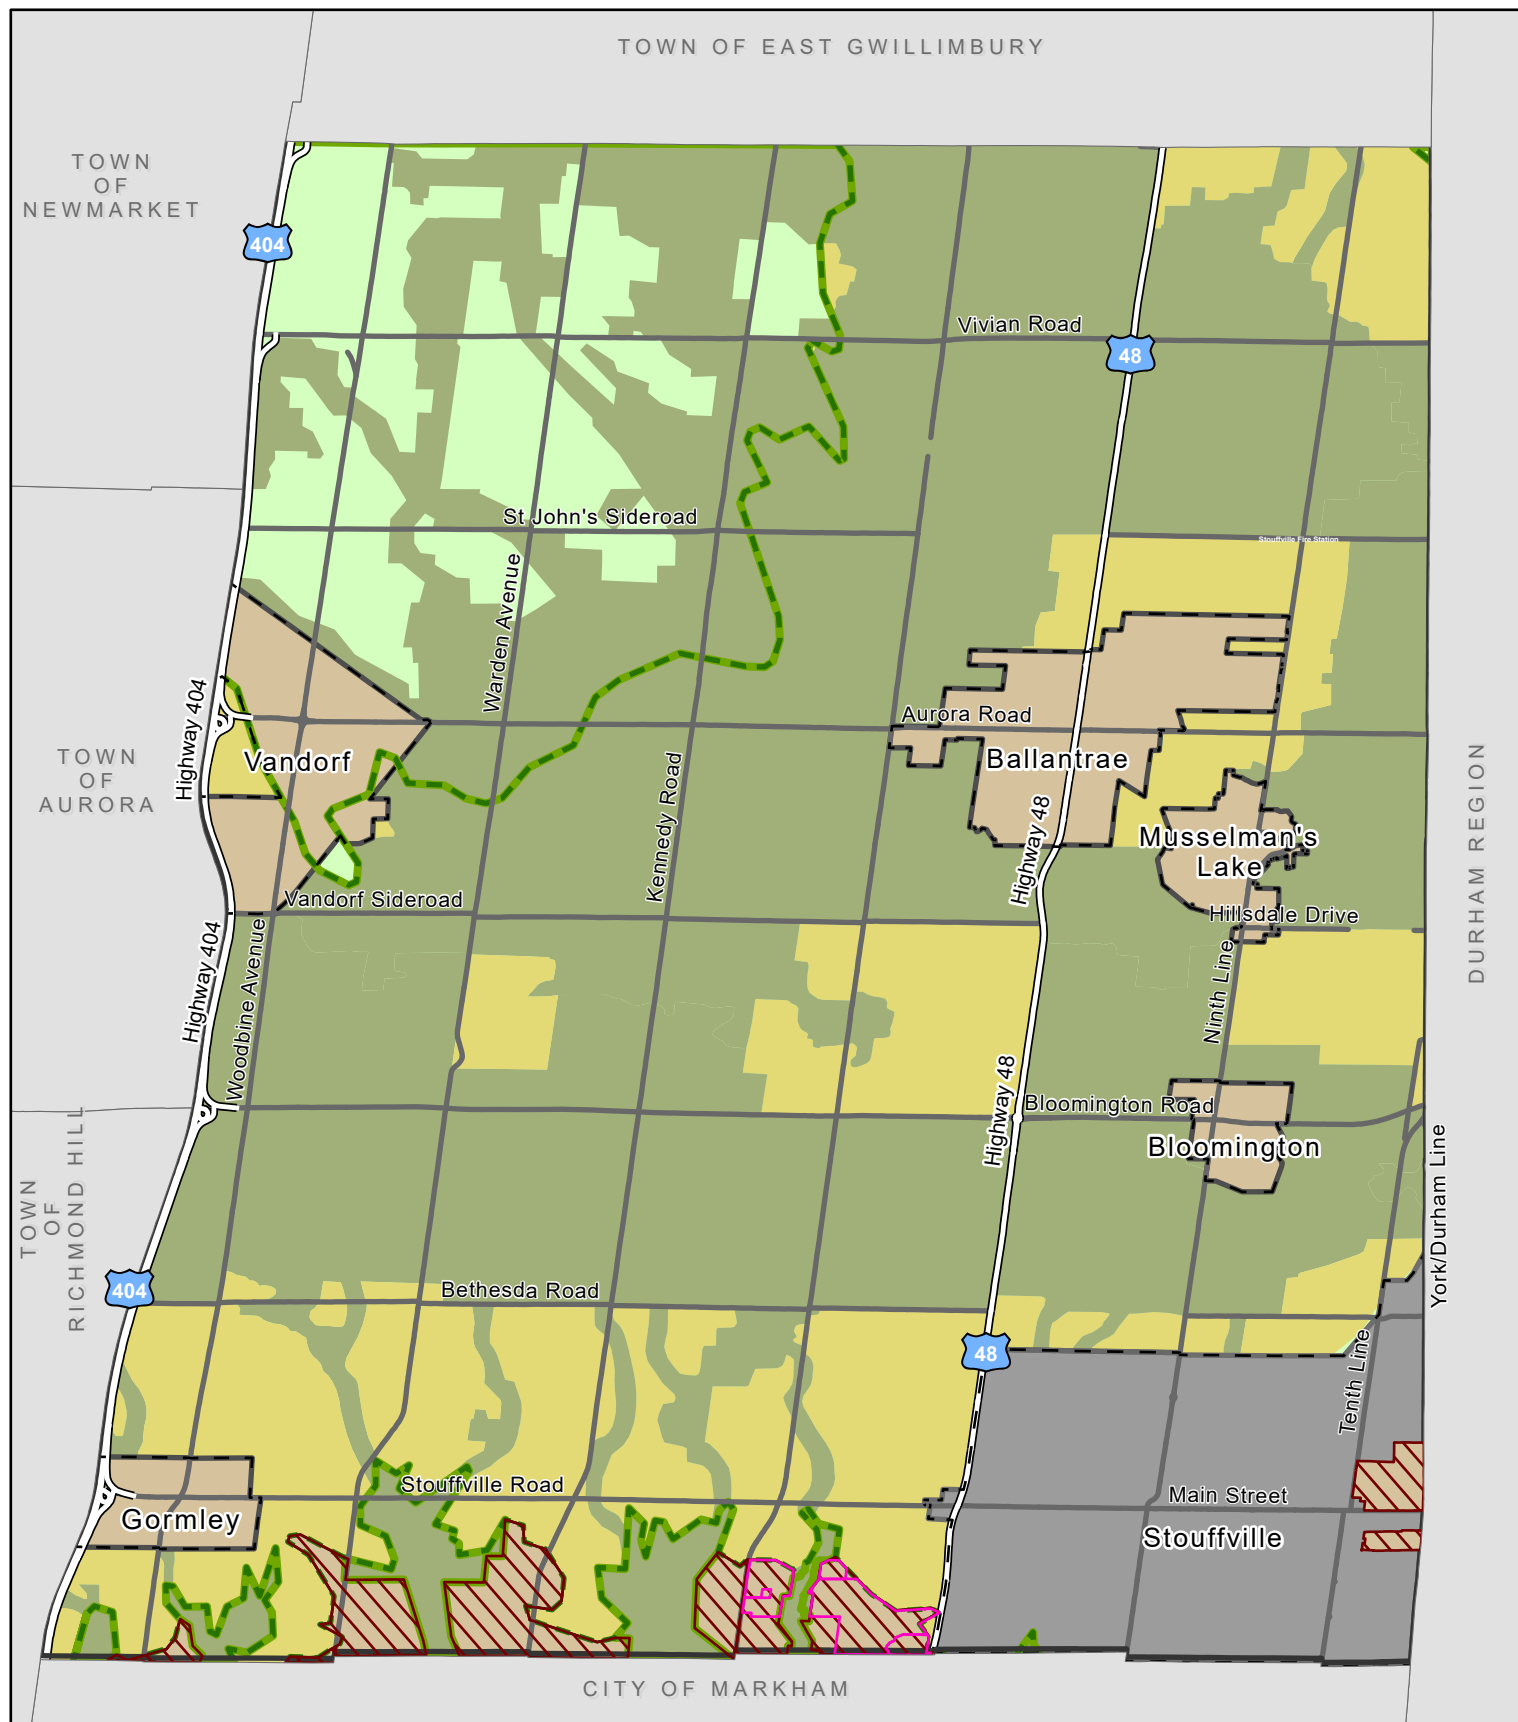 TOWN OF EAST GWILLIMBURY
TOWN
OF
NEWMARKET
404
Vivian Road
48
St John's Sideroad
Stouffville Fire Station
Warden Avenue
Highway 404
Aurora Road
TOWN
OF
AURORA
Vandorf
Ballantrae
Kennedy Road
Highway 48
Musselman's
Lake
DURHAM REGION
Vandorf Sideroad
Hillsdale Drive
Highway 404
Woodbine Avenue
Ninth Line
Highway 48
Bloomington Road
Bloomington
TOWN
OF
RICHMOND HILL
York/Durham Line
404
Bethesda Road
48
Tenth Line
Stouffville Road
Main Street
Gormley
Stouffville
CITY OF MARKHAM